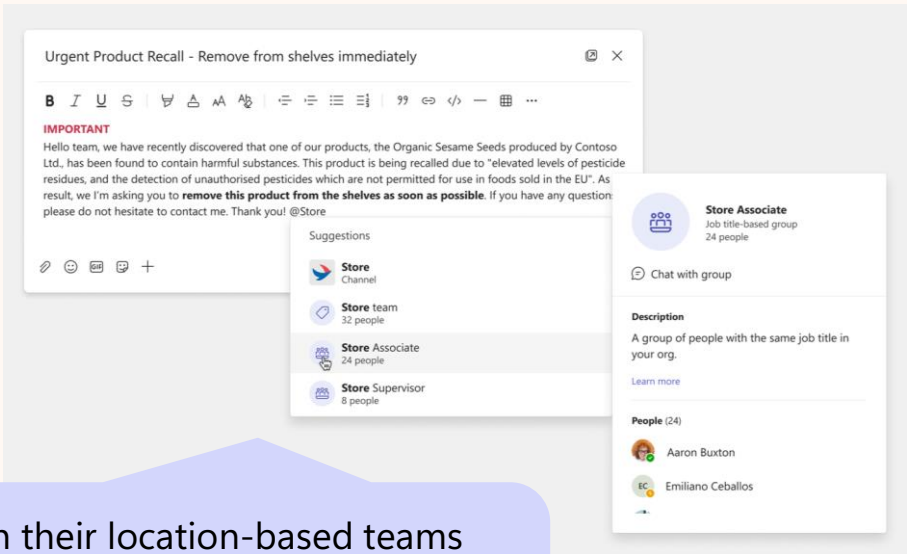 Urgent Product Recall - Remove from shelves immediately
B I U S
IMPORTANT
Hello team, we have recently discovered that one of our products, the Organic Sesame Seeds produced by Contoso
Ltd., has been found to contain harmful substances. This product is being recalled due to "elevated levels of pesticide
residues, and the detection of unauthorised pesticides which are not permitted for use in foods sold in the EU". As
result, we I'm asking you to remove this product from the shelves as soon as possible. If you have any question
please do not hesitate to contact me. Thank you! @Store
GIF
Suggestions
Store
Channel
Store team
32 people
Store Associate
24 people
Store Supervisor
8 people
Store Associate
Job title-based group
24 people
Chat with group
Description
A group of people with the same job title in
your org.
Learn more
People (24)
Aaron Buxton
EC Emiliano Ceballos
their location-based teams